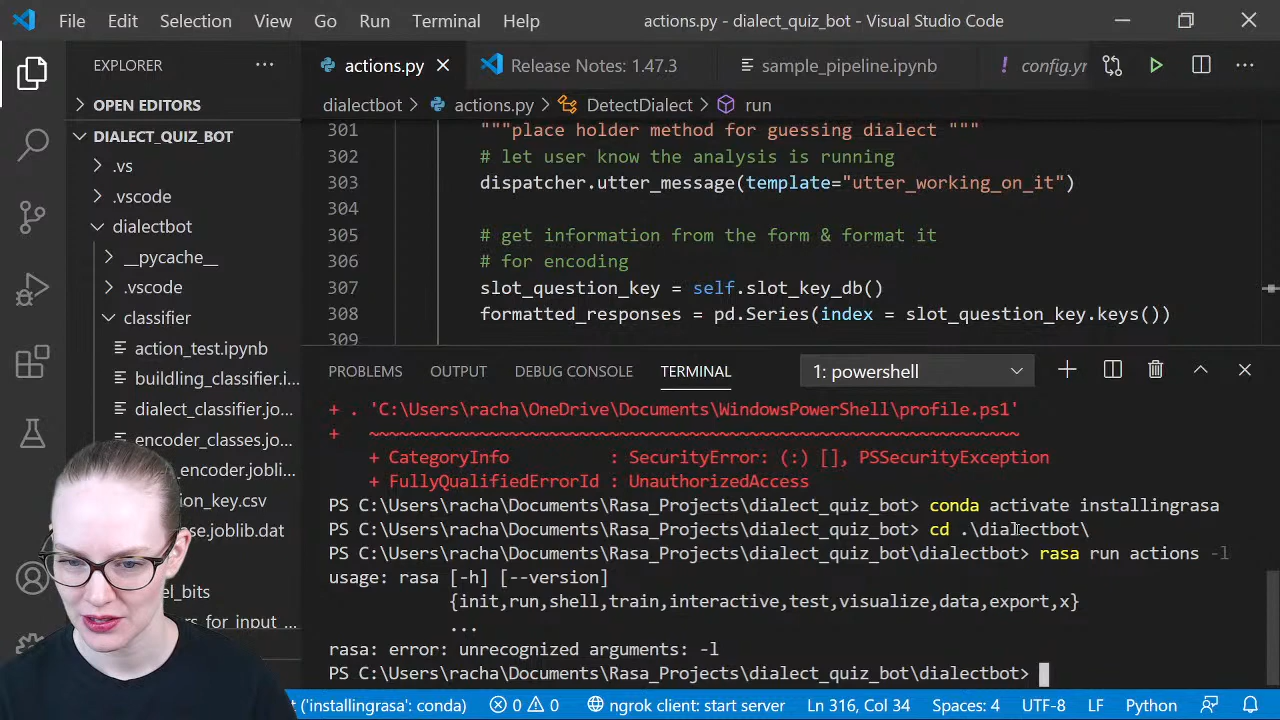 File Edit Selection View Go Run Terminal Help actions.py - dialect_quiz_bot - Visual Studio Code
EXPLORER
actions.py
Release Notes: 1.47.3
sample_pipeline.ipynb
! config.yr
OPEN EDITORS
dialectbot > actions.py > DetectDialect > run
DIALECT_QUIZ_BOT
.vs
.vscode
dialectbot
__pycache__
.vscode
classifier
action_test.ipynb
buildling_classifier.i...
dialect_classifier.jo...
encoder_classes.jo...
_encoder.jobli...
ion_key.csv
se.joblib.dat
el_bits
rs_for_input_...
301 """place holder method for guessing dialect """
302 # let user know the analysis is running
303 dispatcher.utter_message(template="utter_working_on_it")
304
305 # get information from the form & format it
306 # for encoding
307 slot_question_key = self.slot_key_db()
308 formatted_responses = pd.Series(index = slot_question_key.keys())
309
PROBLEMS OUTPUT DEBUG CONSOLE TERMINAL 1: powershell
+ . 'C:\Users\racha\OneDrive\Documents\WindowsPowerShell\profile.ps1'
+ ~~~~~~~~~~~~~~~~~~~~~~~~~~~~~~~~~~~~~~~~~~~~~~~~~~~~~~~~~~~~~~~~~
+ CategoryInfo : SecurityError: (:) [], PSSecurityException
+ FullyQualifiedErrorId : UnauthorizedAccess
PS C:\Users\racha\Documents\Rasa_Projects\dialect_quiz_bot> conda activate installingrasa
PS C:\Users\racha\Documents\Rasa_Projects\dialect_quiz_bot> cd .\dialectbot\
PS C:\Users\racha\Documents\Rasa_Projects\dialect_quiz_bot\dialectbot> rasa run actions -l
usage: rasa [-h] [--version]
{init,run,shell,train,interactive,test,visualize,data,export,x}
...
rasa: error: unrecognized arguments: -l
PS C:\Users\racha\Documents\Rasa_Projects\dialect_quiz_bot\dialectbot>
t ('installingrasa': conda) 0 0 ngrok client: start server Ln 316, Col 34 Spaces: 4 UTF-8 LF Python